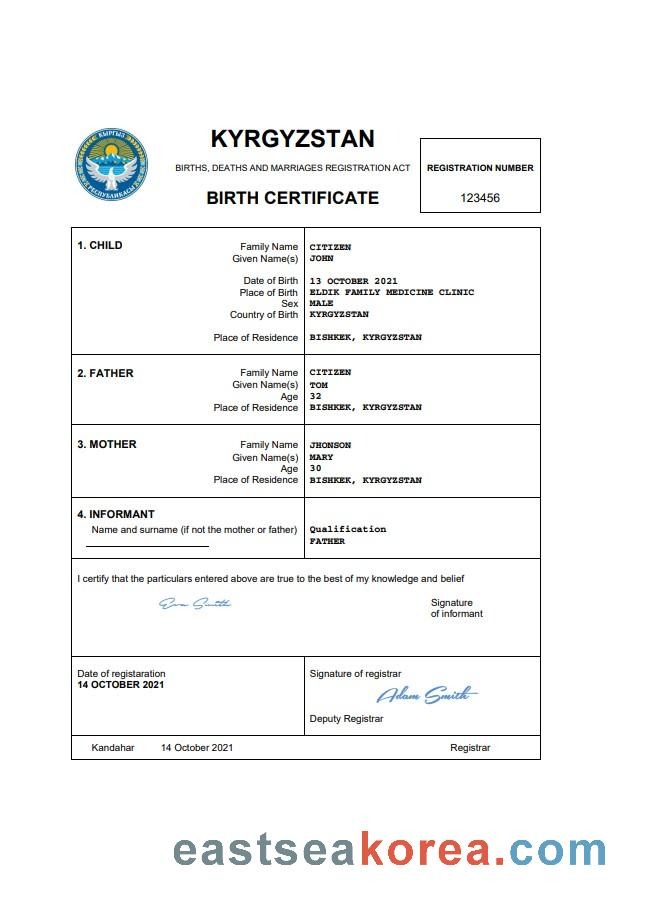 КЫРГЫЗ
РЕСПУБЛИКАСЫ
KYRGYZSTAN
BIRTHS, DEATHS AND MARRIAGES REGISTRATION ACT
BIRTH CERTIFICATE
REGISTRATION NUMBER
123456
1. CHILD
Family Name CITIZEN
Given Name(s) JOHN
Date of Birth 13 OCTOBER 2021
Place of Birth ELDIK FAMILY MEDICINE CLINIC
Sex MALE
Country of Birth KYRGYZSTAN
Place of Residence BISHKEK, KYRGYZSTAN
2. FATHER
Family Name CITIZEN
Given Name(s) TOM
Age 32
Place of Residence BISHKEK, KYRGYZSTAN
3. MOTHER
Family Name JHONSON
Given Name(s) MARY
Age 30
Place of Residence BISHKEK, KYRGYZSTAN
4. INFORMANT
Name and surname (if not the mother or father) Qualification
FATHER
I certify that the particulars entered above are true to the best of my knowledge and belief
Eva Smith
Signature
of informant
Date of registaration
14 OCTOBER 2021
Signature of registrar
Adam Smith
Deputy Registrar
Kandahar 14 October 2021 Registrar
eastseakorea.com